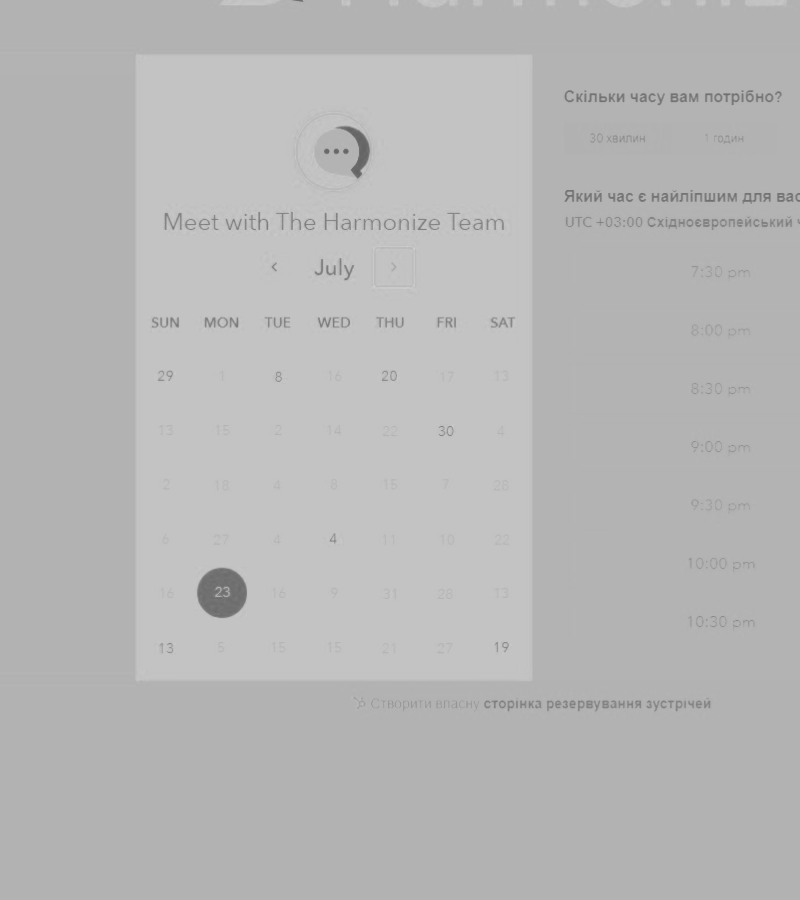 Harmoniz
Meet with The Harmonize Team
July
SUN MON TUE WED THU FRI SAT
29 1 8 16 20 17 13
13 15 2 14 22 30 4
2 18 4 8 15 7 28
6 27 4 4 11 10 22
16 23 16 9 31 28 13
13 5 15 15 21 27 19
Скільки часу вам потрібно?
30 хвилин 1 годин
Який час є найліпшим для вас
UTC +03:00 Східноєвропейський ч
7:30 pm
8:00 pm
8:30 pm
9:00 pm
9:30 pm
10:00 pm
10:30 pm
Створити власну сторінка резервування зустрічей